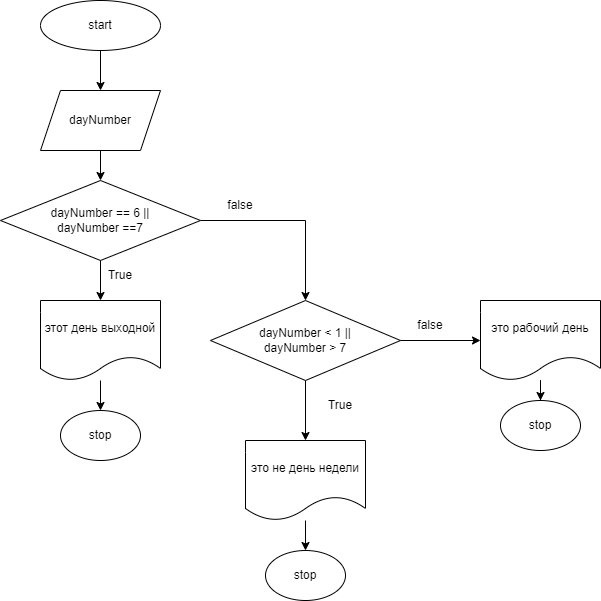 start
dayNumber
dayNumber == 6 ||
dayNumber ==7
false
True
этот день выходной
stop
dayNumber < 1 ||
dayNumber > 7
false
это рабочий день
stop
True
это не день недели
stop